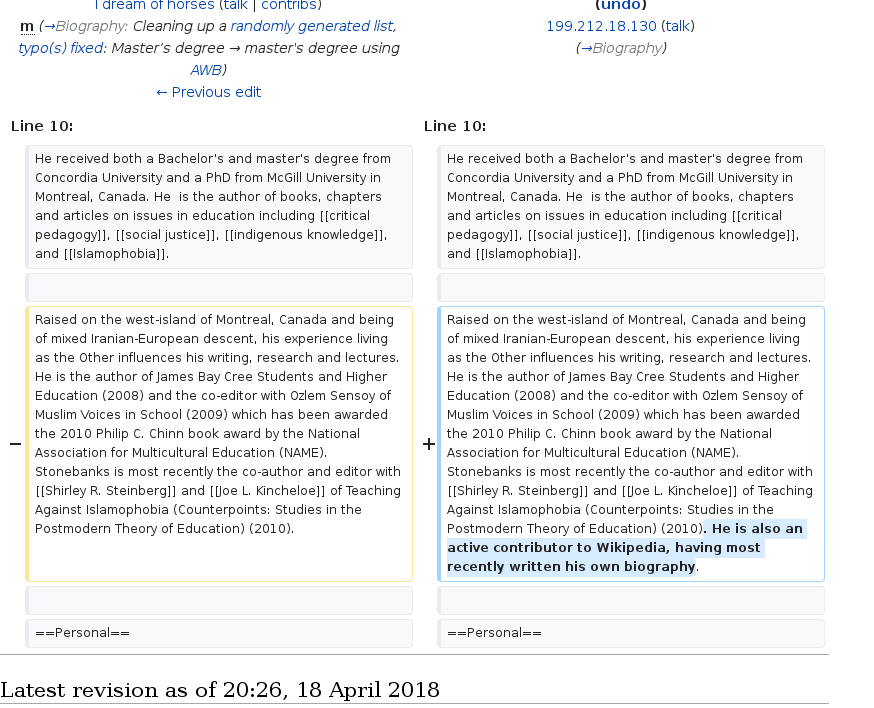 I dream of horses (talk | contribs)
m (→Biography: Cleaning up a randomly generated list,
typo(s) fixed: Master's degree → master's degree using
AWB)
← Previous edit
(undo)
199.212.18.130 (talk)
(→Biography)
Line 10:
He received both a Bachelor's and master's degree from
Concordia University and a PhD from McGill University in
Montreal, Canada. He  is the author of books, chapters
and articles on issues in education including [[critical
pedagogy]], [[social justice]], [[indigenous knowledge]],
and [[Islamophobia]].
− Raised on the west-island of Montreal, Canada and being
of mixed Iranian-European descent, his experience living
as the Other influences his writing, research and lectures.
He is the author of James Bay Cree Students and Higher
Education (2008) and the co-editor with Ozlem Sensoy of
Muslim Voices in School (2009) which has been awarded
the 2010 Philip C. Chinn book award by the National
Association for Multicultural Education (NAME).
Stonebanks is most recently the co-author and editor with
[[Shirley R. Steinberg]] and [[Joe L. Kincheloe]] of Teaching
Against Islamophobia (Counterpoints: Studies in the
Postmodern Theory of Education) (2010).
==Personal==
Line 10:
He received both a Bachelor's and master's degree from
Concordia University and a PhD from McGill University in
Montreal, Canada. He  is the author of books, chapters
and articles on issues in education including [[critical
pedagogy]], [[social justice]], [[indigenous knowledge]],
and [[Islamophobia]].
+ Raised on the west-island of Montreal, Canada and being
of mixed Iranian-European descent, his experience living
as the Other influences his writing, research and lectures.
He is the author of James Bay Cree Students and Higher
Education (2008) and the co-editor with Ozlem Sensoy of
Muslim Voices in School (2009) which has been awarded
the 2010 Philip C. Chinn book award by the National
Association for Multicultural Education (NAME).
Stonebanks is most recently the co-author and editor with
[[Shirley R. Steinberg]] and [[Joe L. Kincheloe]] of Teaching
Against Islamophobia (Counterpoints: Studies in the
Postmodern Theory of Education) (2010). He is also an
active contributor to Wikipedia, having most
recently written his own biography.
==Personal==
Latest revision as of 20:26, 18 April 2018